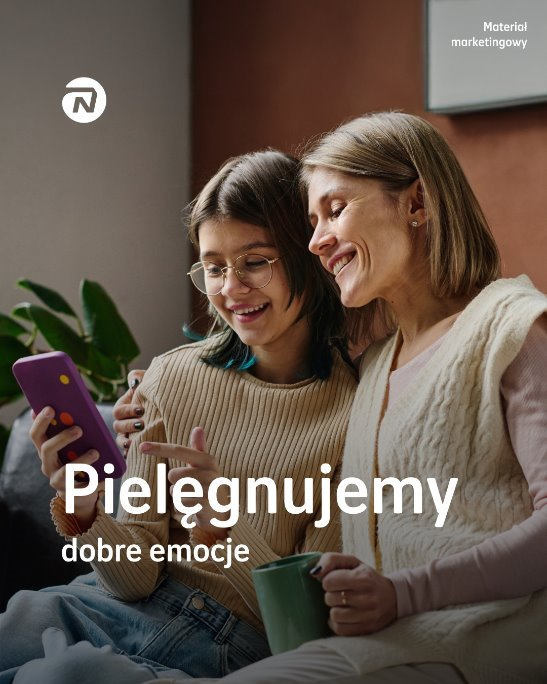 Materiał
marketingowy
N
Pielęgnujemy
dobre emocje